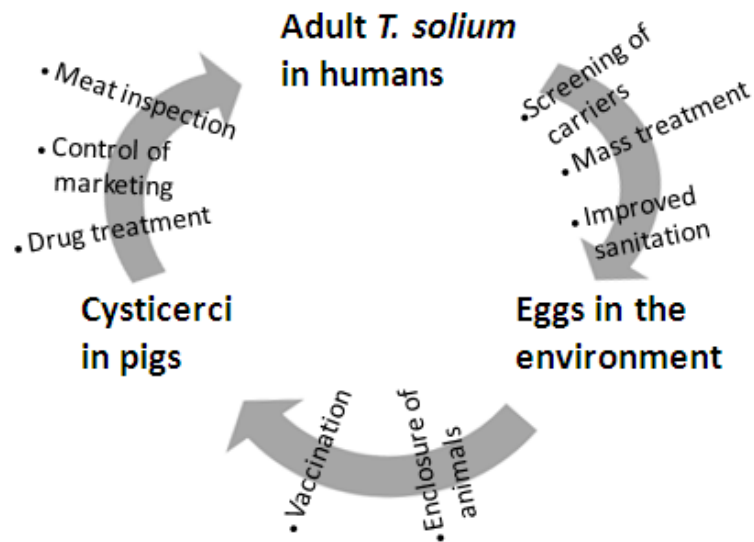 Adult T. solium
in humans
•Screening of
carriers
• Mass treatment
• Improved
sanitation
Eggs in the
environment
• Enclosure of
animals
• Vaccination
Cysticerci
in pigs
• Drug treatment
• Control of
marketing
• Meat inspection